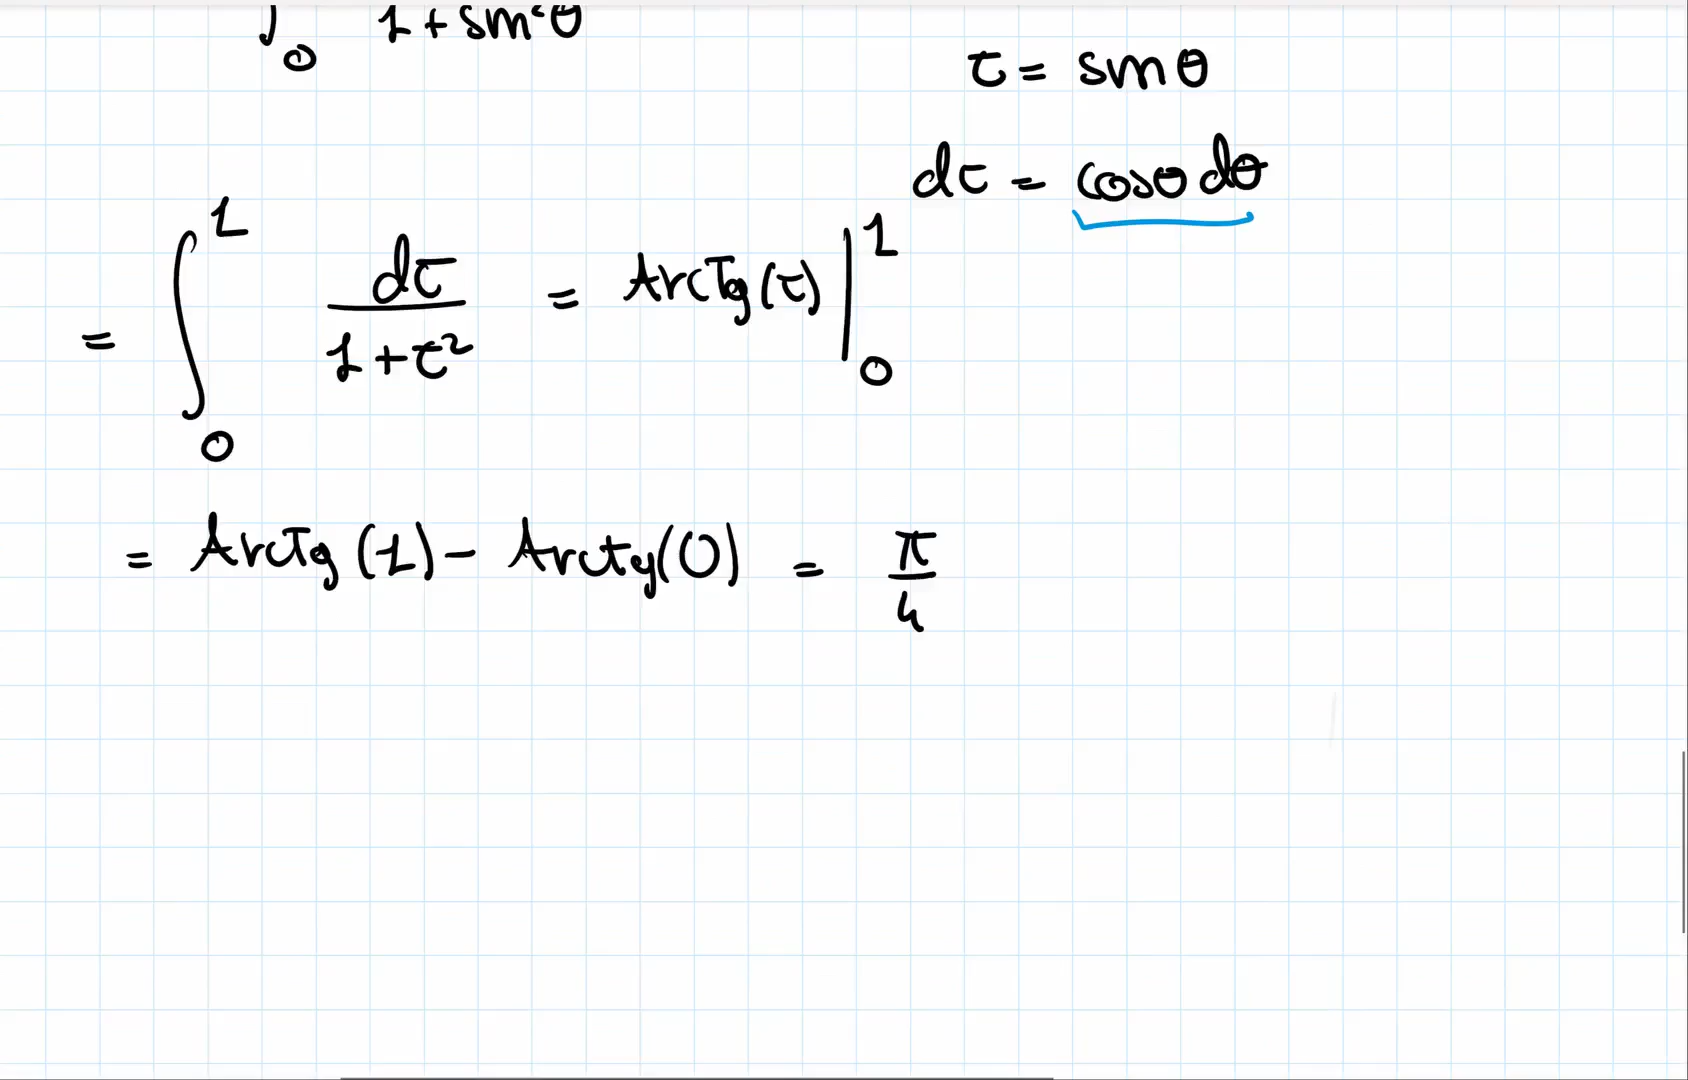 ∫₀ 1 + sin²θ
τ = sinθ
dτ = cosθ dθ
= ∫₀¹ dτ / (1 + τ²) = ArcTg(τ) |₀¹
= ArcTg(1) - Arctg(0) = π/4